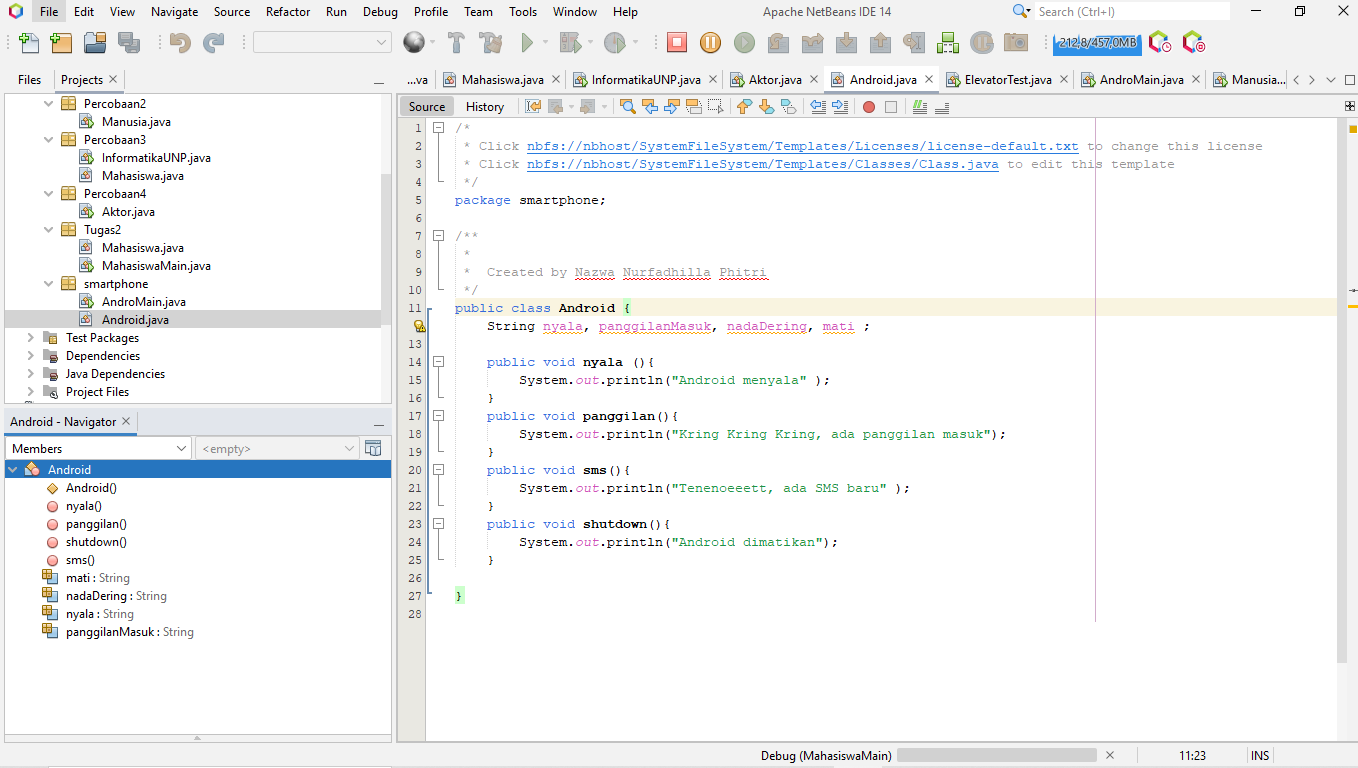 File Edit View Navigate Source Refactor Run Debug Profile Team Tools Window Help Apache NetBeans IDE 14 Search (Ctrl+I)
212,8/457,0MB
Files Projects
...va Mahasiswa.java InformatikaUNP.java Aktor.java Android.java ElevatorTest.java AndroMain.java Manusia...
Source History
Percobaan2
Manusia.java
Percobaan3
InformatikaUNP.java
Mahasiswa.java
Percobaan4
Aktor.java
Tugas2
Mahasiswa.java
MahasiswaMain.java
smartphone
AndroMain.java
Android.java
Test Packages
Dependencies
Java Dependencies
Project Files
Android - Navigator
Members <empty>
Android
Android()
nyala()
panggilan()
shutdown()
sms()
mati : String
nadaDering : String
nyala : String
panggilanMasuk : String
1 /*
2 * Click nbfs://nbhost/SystemFileSystem/Templates/Licenses/license-default.txt to change this license
3 * Click nbfs://nbhost/SystemFileSystem/Templates/Classes/Class.java to edit this template
4 */
5 package smartphone;
6
7 /**
8 *
9 * Created by Nazwa Nurfadhilla Phitri
10 */
11 public class Android {
String nyala, panggilanMasuk, nadaDering, mati ;
13
14 public void nyala (){
15 System.out.println("Android menyala" );
16 }
17 public void panggilan(){
18 System.out.println("Kring Kring Kring, ada panggilan masuk");
19 }
20 public void sms(){
21 System.out.println("Tenenoeeett, ada SMS baru" );
22 }
23 public void shutdown(){
24 System.out.println("Android dimatikan");
25 }
26
27 }
28
Debug (MahasiswaMain) 11:23 INS